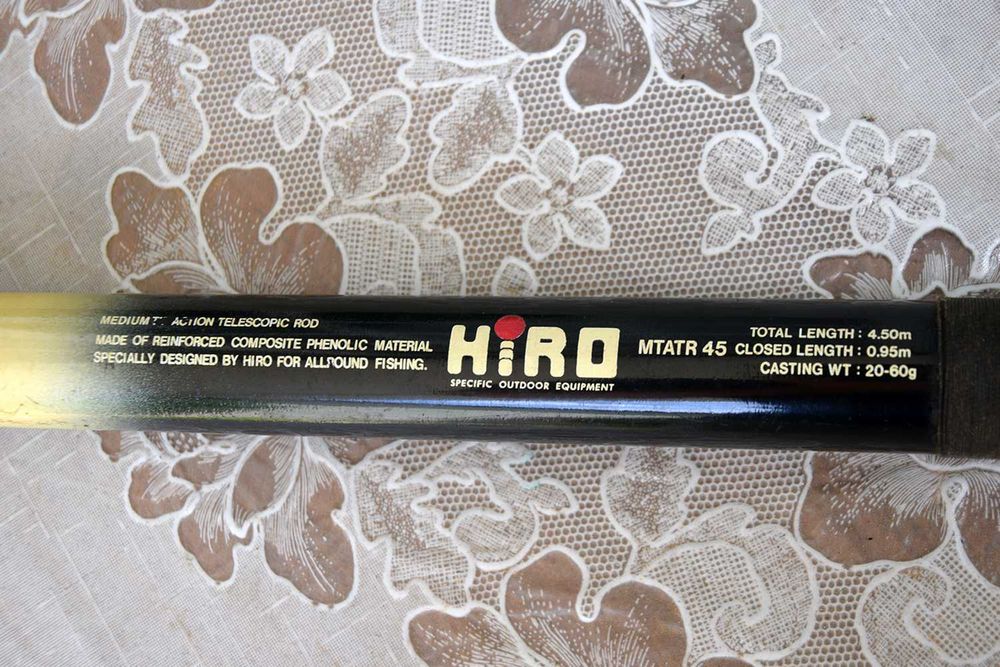 MEDIUM ACTION TELESCOPIC ROD
MADE OF REINFORCED COMPOSITE PHENOLIC MATERIAL
SPECIALLY DESIGNED BY HIRO FOR ALLROUND FISHING.
HiRO
SPECIFIC OUTDOOR EQUIPMENT
MTATR 45
TOTAL LENGTH : 4.50m
CLOSED LENGTH : 0.95m
CASTING WT : 20-60g